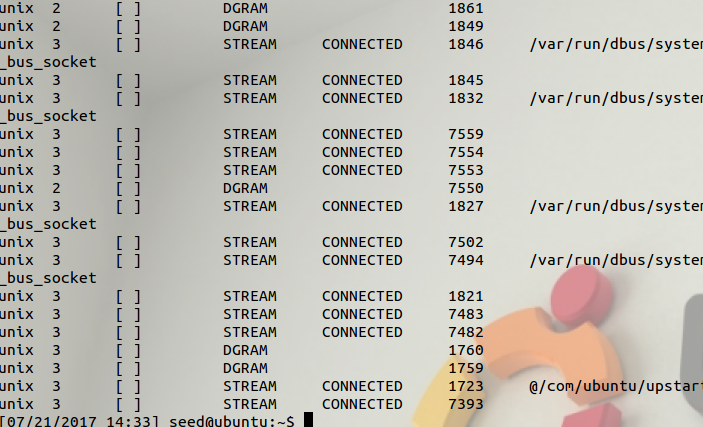 unix 2 [ ] DGRAM 1861
unix 2 [ ] DGRAM 1849
unix 3 [ ] STREAM CONNECTED 1846 /var/run/dbus/system
_bus_socket
unix 3 [ ] STREAM CONNECTED 1845
unix 3 [ ] STREAM CONNECTED 1832 /var/run/dbus/system
_bus_socket
unix 3 [ ] STREAM CONNECTED 7559
unix 3 [ ] STREAM CONNECTED 7554
unix 3 [ ] STREAM CONNECTED 7553
unix 2 [ ] DGRAM 7550
unix 3 [ ] STREAM CONNECTED 1827 /var/run/dbus/system
_bus_socket
unix 3 [ ] STREAM CONNECTED 7502
unix 3 [ ] STREAM CONNECTED 7494 /var/run/dbus/system
_bus_socket
unix 3 [ ] STREAM CONNECTED 1821
unix 3 [ ] STREAM CONNECTED 7483
unix 3 [ ] STREAM CONNECTED 7482
unix 3 [ ] DGRAM 1760
unix 3 [ ] DGRAM 1759
unix 3 [ ] STREAM CONNECTED 1723 @/com/ubuntu/upstart
unix 3 [ ] STREAM CONNECTED 7393
[07/21/2017 14:33] seed@ubuntu:~$